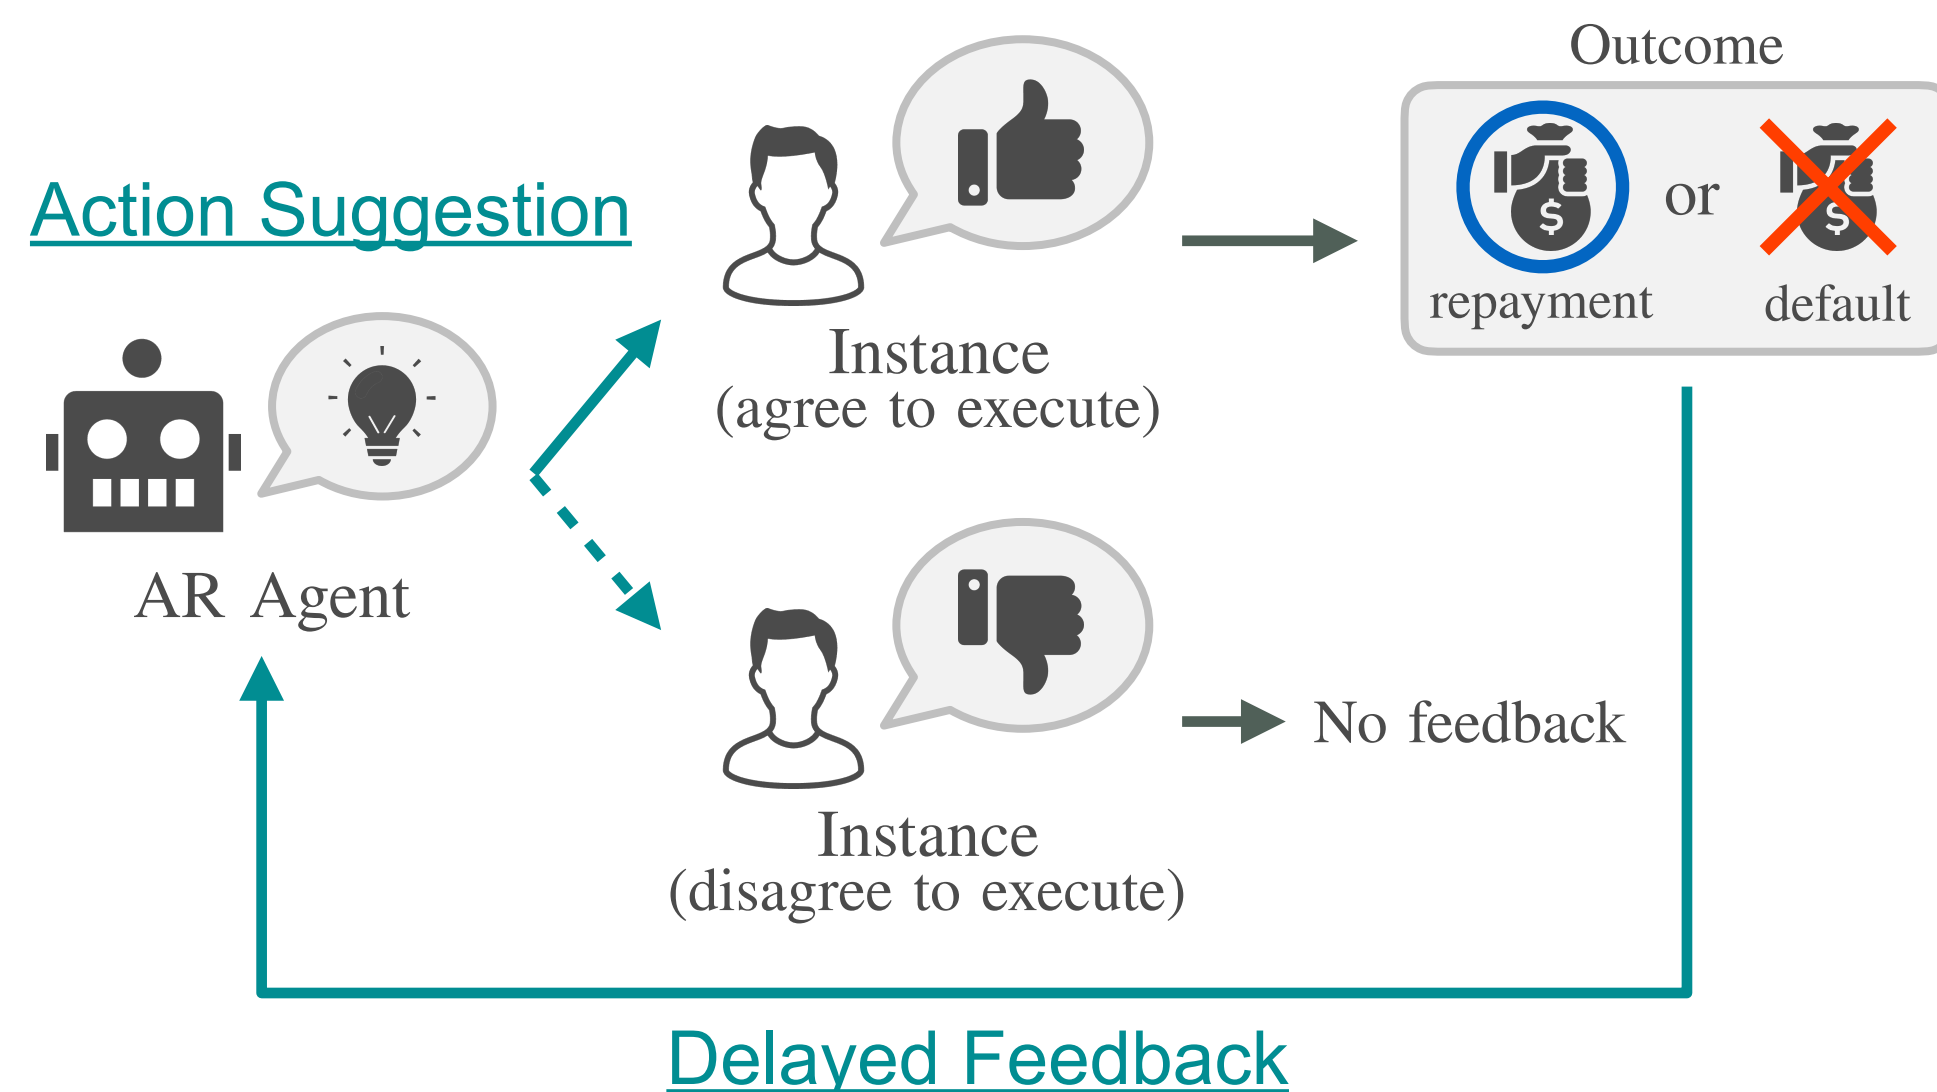 Outcome
Action Suggestion
$
or
$
repayment
default
Instance
(agree to execute)
AR Agent
No feedback
Instance
(disagree to execute)
Delayed Feedback